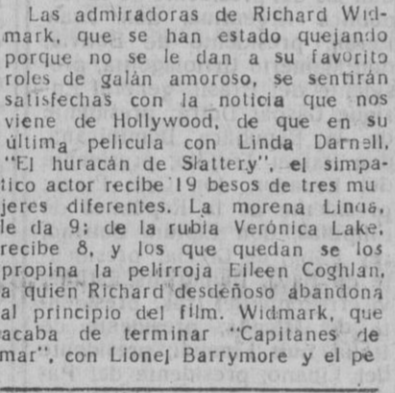 Las admiradoras de Richard Wid-
mark, que se han estado quejando
porque no se le dan a su favorito
roles de galán amoroso, se sentirán
satisfechas con la noticia que nos
viene de Hollywood, de que en su
última pelicula con Linda Darnell,
"El huracán de Slattery", el simpa-
tico actor recibe 19 besos de tres mu
jeres diferentes. La morena Linda,
le da 9; de la rubia Verónica Lake,
recibe 8, y los que quedan se los
propina la pelirroja Eileen Coghlan,
a quien Richard desdeñoso abandona
al principio del film. Widmark, que
acaba de terminar "Capitanes de
mar", con Lionel Barrymore y el pe